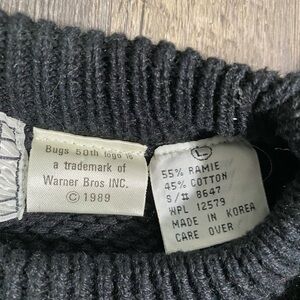 Bugs 50th logo is
a trademark of
Warner Bros INC.
© 1989
L
55% RAMIE
45% COTTON
S/# 8647
WPL 12579
MADE IN KOREA
CARE OVER